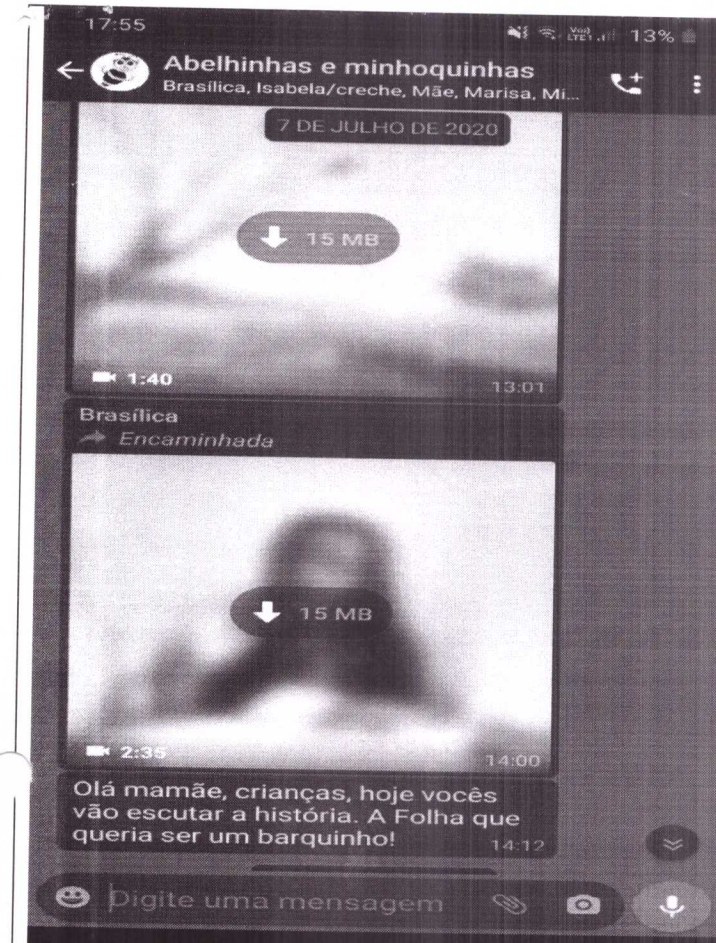 17:55
Vo)
LTE1
13%
Abelhinhas e minhoquinhas
Brasílica, Isabela/creche, Mãe, Marisa, Mi...
7 DE JULHO DE 2020
15 MB
1:40
13:01
Brasílica
Encaminhada
15 MB
2:35
14:00
Olá mamãe, crianças, hoje vocês
vão escutar a história. A Folha que
queria ser um barquinho!
14:12
Digite uma mensagem